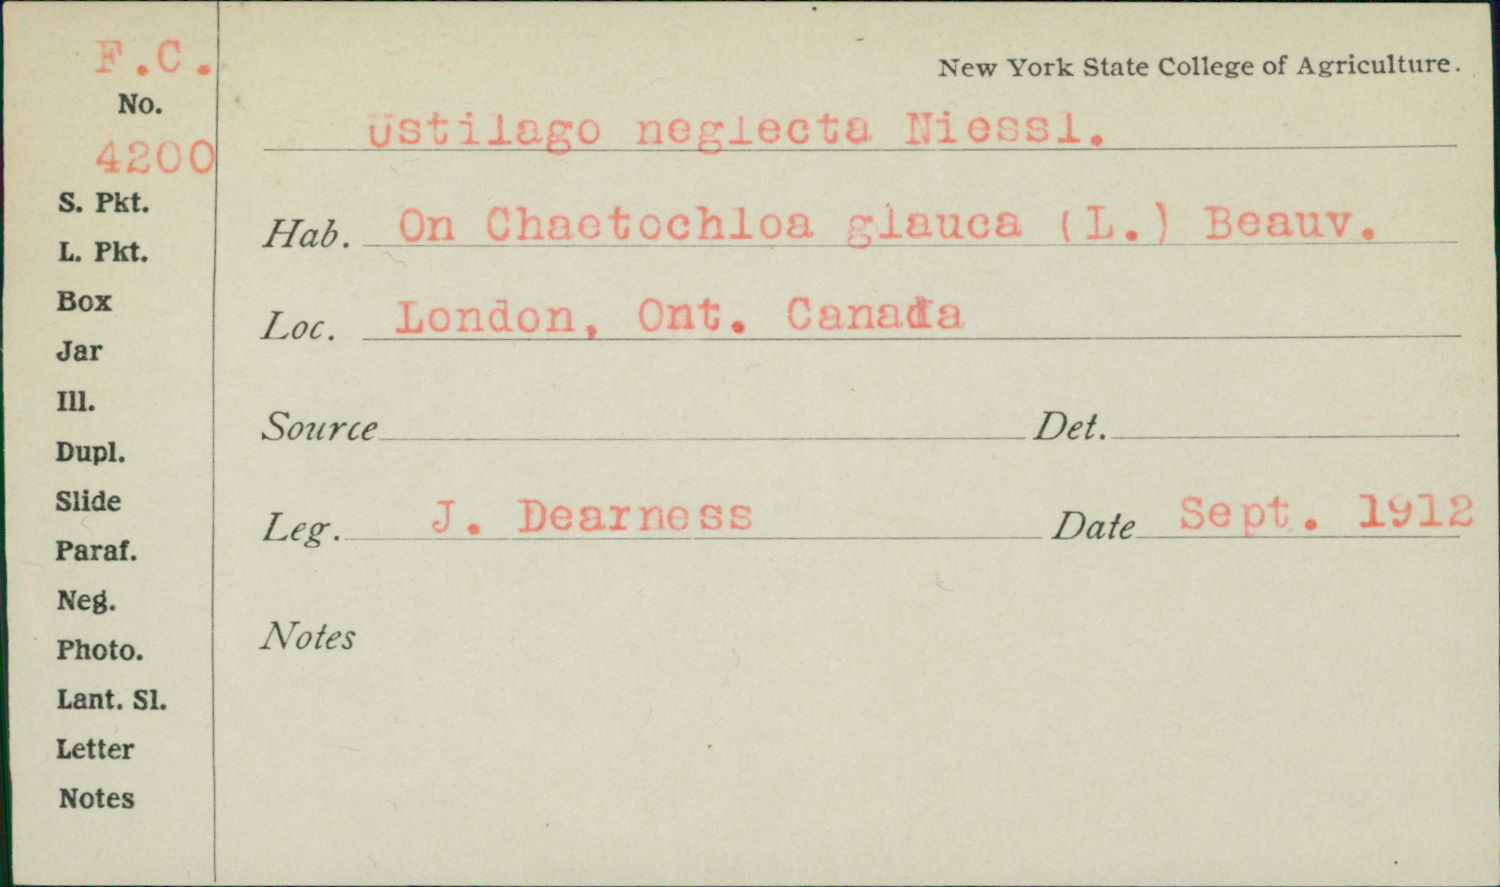 F.C.
No.
4200
S. Pkt.
L. Pkt.
Box
Jar
Ill.
Dupl.
Slide
Paraf.
Neg.
Photo.
Lant. Sl.
Letter
Notes
New York State College of Agriculture.
Ustilago neglecta Niessl.
Hab. On Chaetochloa glauca (L.) Beauv.
Loc. London, Ont. Canada
Source Det.
Leg. J. Dearness Date Sept. 1912
Notes